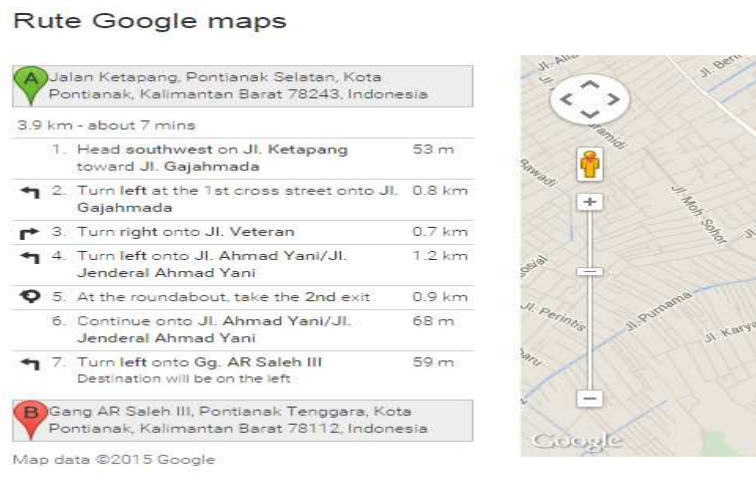 Rute Google maps
A Jalan Ketapang, Pontianak Selatan, Kota
Pontianak, Kalimantan Barat 78243, Indonesia
3.9 km - about 7 mins
1. Head southwest on Jl. Ketapang 53 m
toward Jl. Gajahmada
2. Turn left at the 1st cross street onto Jl. 0.8 km
Gajahmada
3. Turn right onto Jl. Veteran 0.7 km
4. Turn left onto Jl. Ahmad Yani/Jl. 1.2 km
Jenderal Ahmad Yani
5. At the roundabout, take the 2nd exit 0.9 km
6. Continue onto Jl. Ahmad Yani/Jl. 68 m
Jenderal Ahmad Yani
7. Turn left onto Gg. AR Saleh III 59 m
Destination will be on the left
B Gang AR Saleh III, Pontianak Tenggara, Kota
Pontianak, Kalimantan Barat 78112, Indonesia
Map data ©2015 Google
Jl. Moh Sohor
Jl. Perintis
Jl. Purnama
Jl. Karya
Google